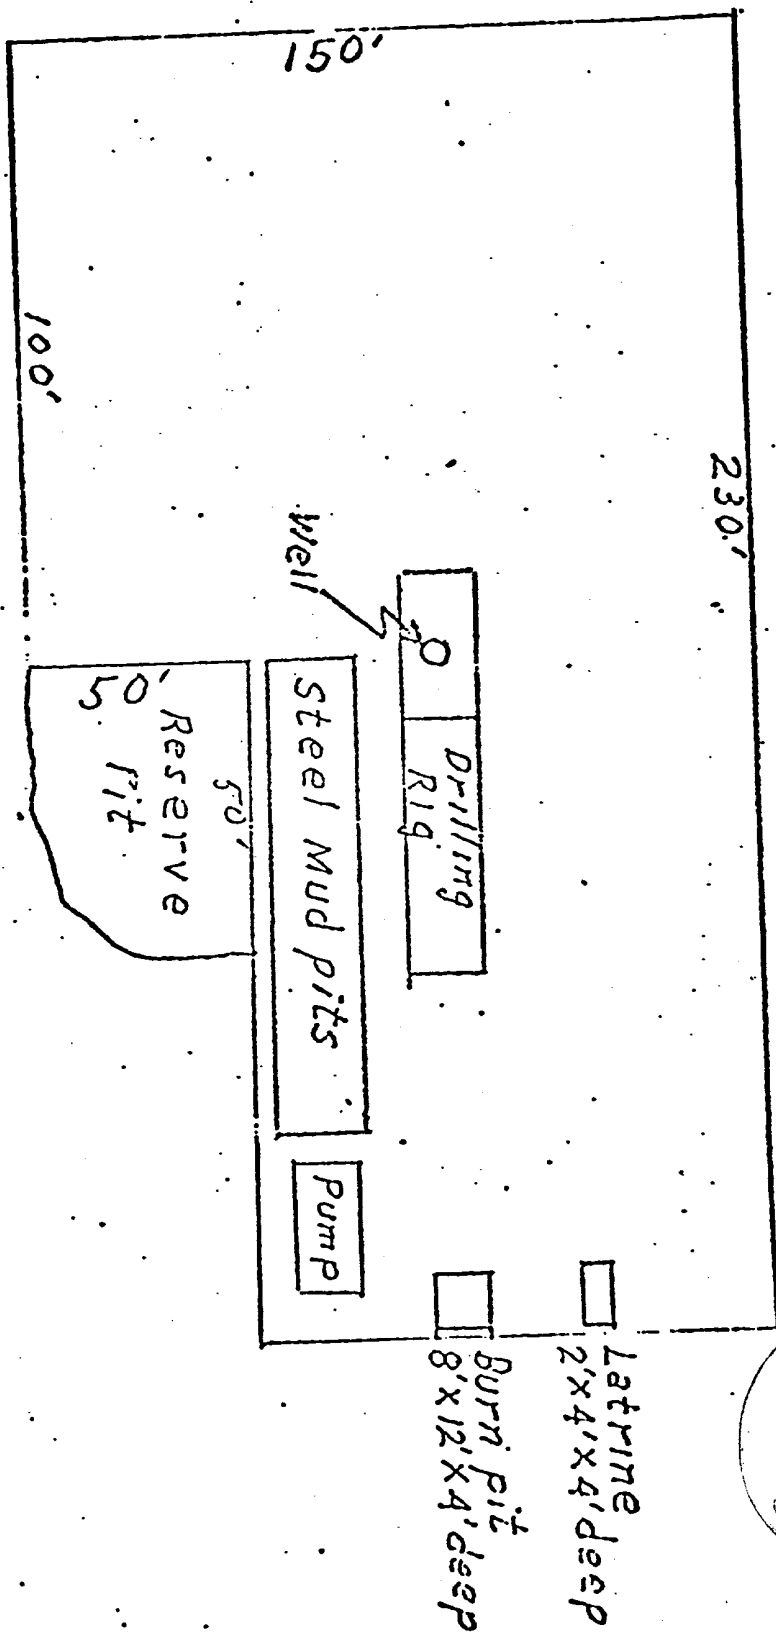 150'
230'
100'
Well
Drilling
Rig
Steel Mud pits
50'
50'
Reserve
Pit
Pump
Latrine
2'x4'x4' deep
Burn pit
8'x12'x4' deep